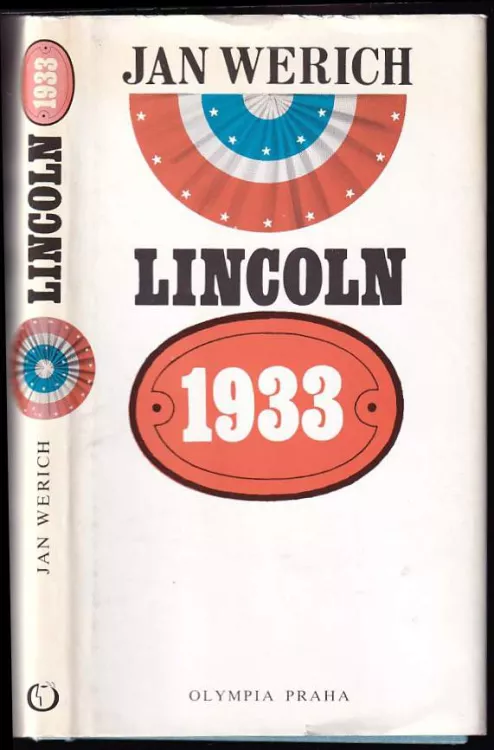 JAN WERICH
LINCOLN
1933
OLYMPIA PRAHA
1933
LINCOLN
JAN WERICH